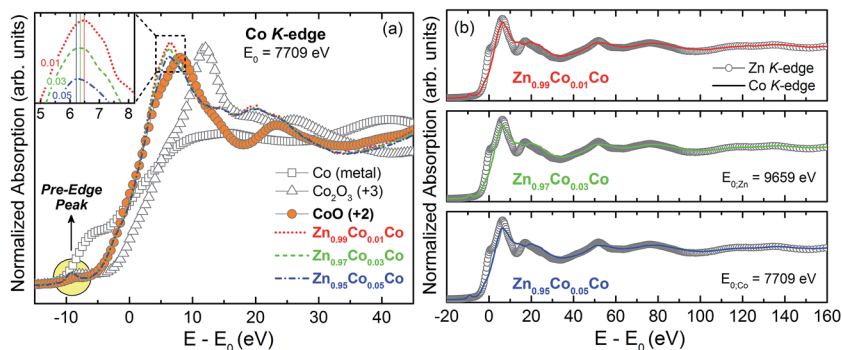 (a)
Co K-edge
E0 = 7709 eV
0.01
0.03
0.05
5 6 7 8
Pre-Edge
Peak
Co (metal)
Co2O3 (+3)
CoO (+2)
Zn0.99Co0.01Co
Zn0.97Co0.03Co
Zn0.95Co0.05Co
Normalized Absorption (arb. units)
-10 0 10 20 30 40
E - E0 (eV)
(b)
Zn K-edge
Co K-edge
Zn0.99Co0.01Co
Zn0.97Co0.03Co
E0;Zn = 9659 eV
Zn0.95Co0.05Co
E0;Co = 7709 eV
Normalized Absorption (arb. units)
-20 0 20 40 60 80 100 120 140 160
E - E0 (eV)